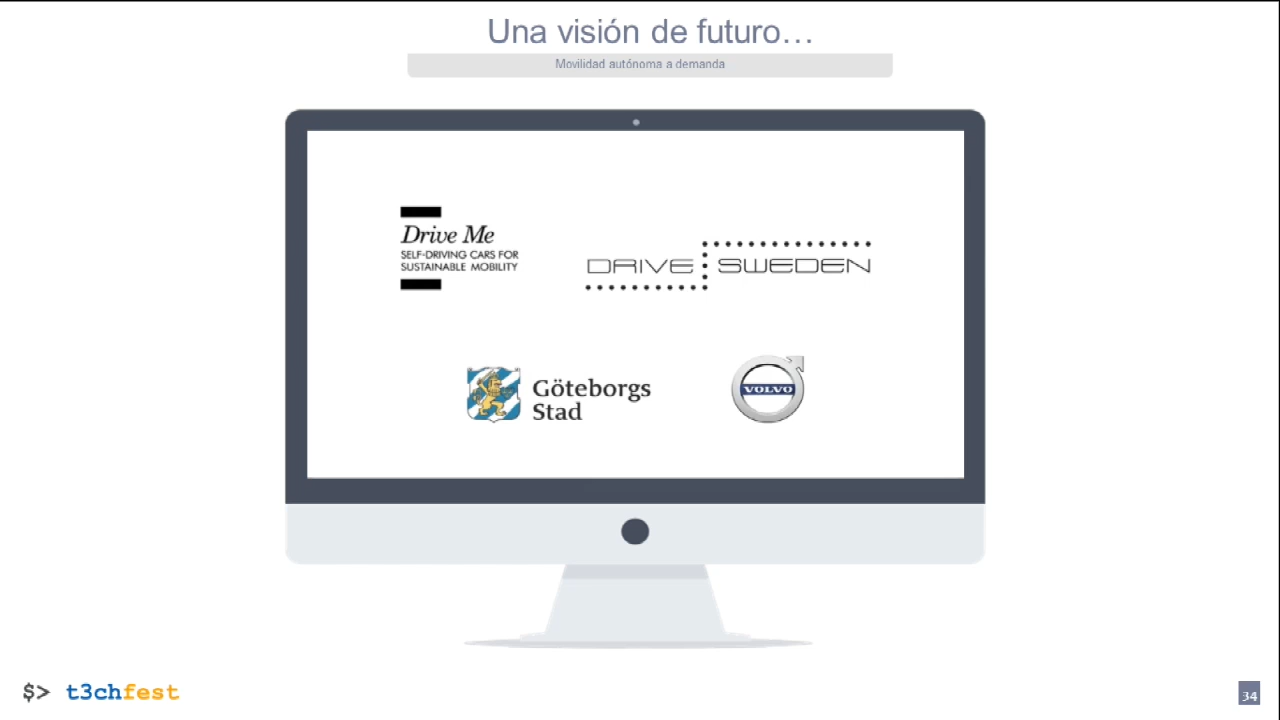 Una visión de futuro…
Movilidad autónoma a demanda
Drive Me
SELF-DRIVING CARS FOR
SUSTAINABLE MOBILITY
DRIVE SWEDEN
Göteborgs
Stad
VOLVO
$> t3chfest
34